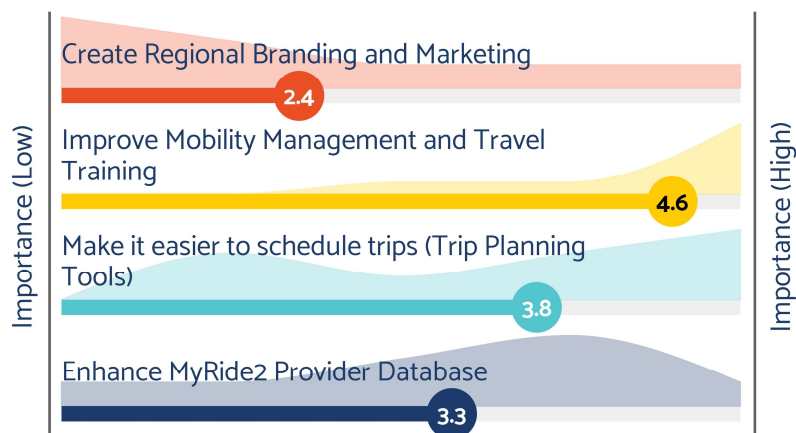 Create Regional Branding and Marketing
2.4
Improve Mobility Management and Travel
Training
4.6
Make it easier to schedule trips (Trip Planning
Tools)
3.8
Enhance MyRide2 Provider Database
3.3
Importance (Low)
Importance (High)